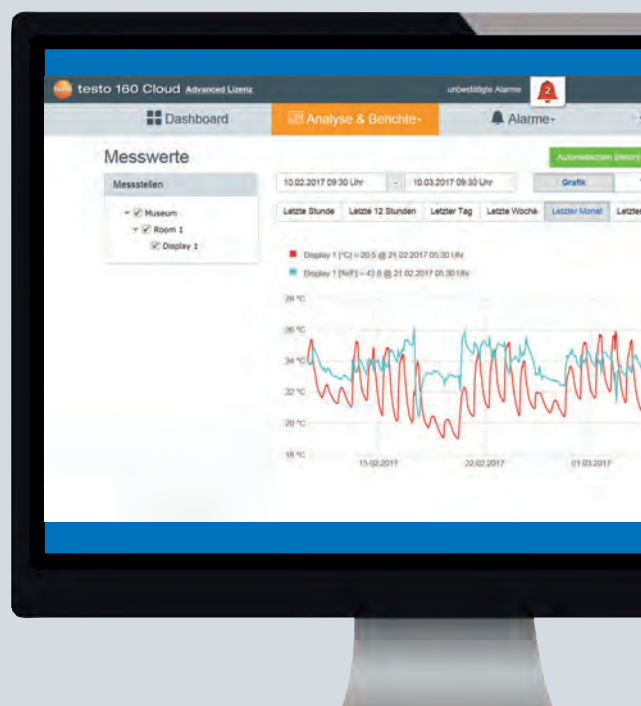 testo 160 Cloud Advanced Lizenz
unbestätigte Alarme 2
Dashboard
Analyse & Berichte
Alarme
Messwerte
Automatischen Bericht
Messstellen
10.02.2017 09:30 Uhr - 10.03.2017 09:30 Uhr
Grafik
Museum
Room 1
Display 1
Letzte Stunde Letzte 12 Stunden Letzter Tag Letzte Woche Letzter Monat Letzter
Display 1 [°C] = 20.5 @ 21.02.2017 05:30 Uhr
Display 1 [%rF] = 42.8 @ 21.02.2017 05:30 Uhr
28 °C
26 °C
24 °C
22 °C
20 °C
18 °C
15.02.2017 22.02.2017 01.03.2017